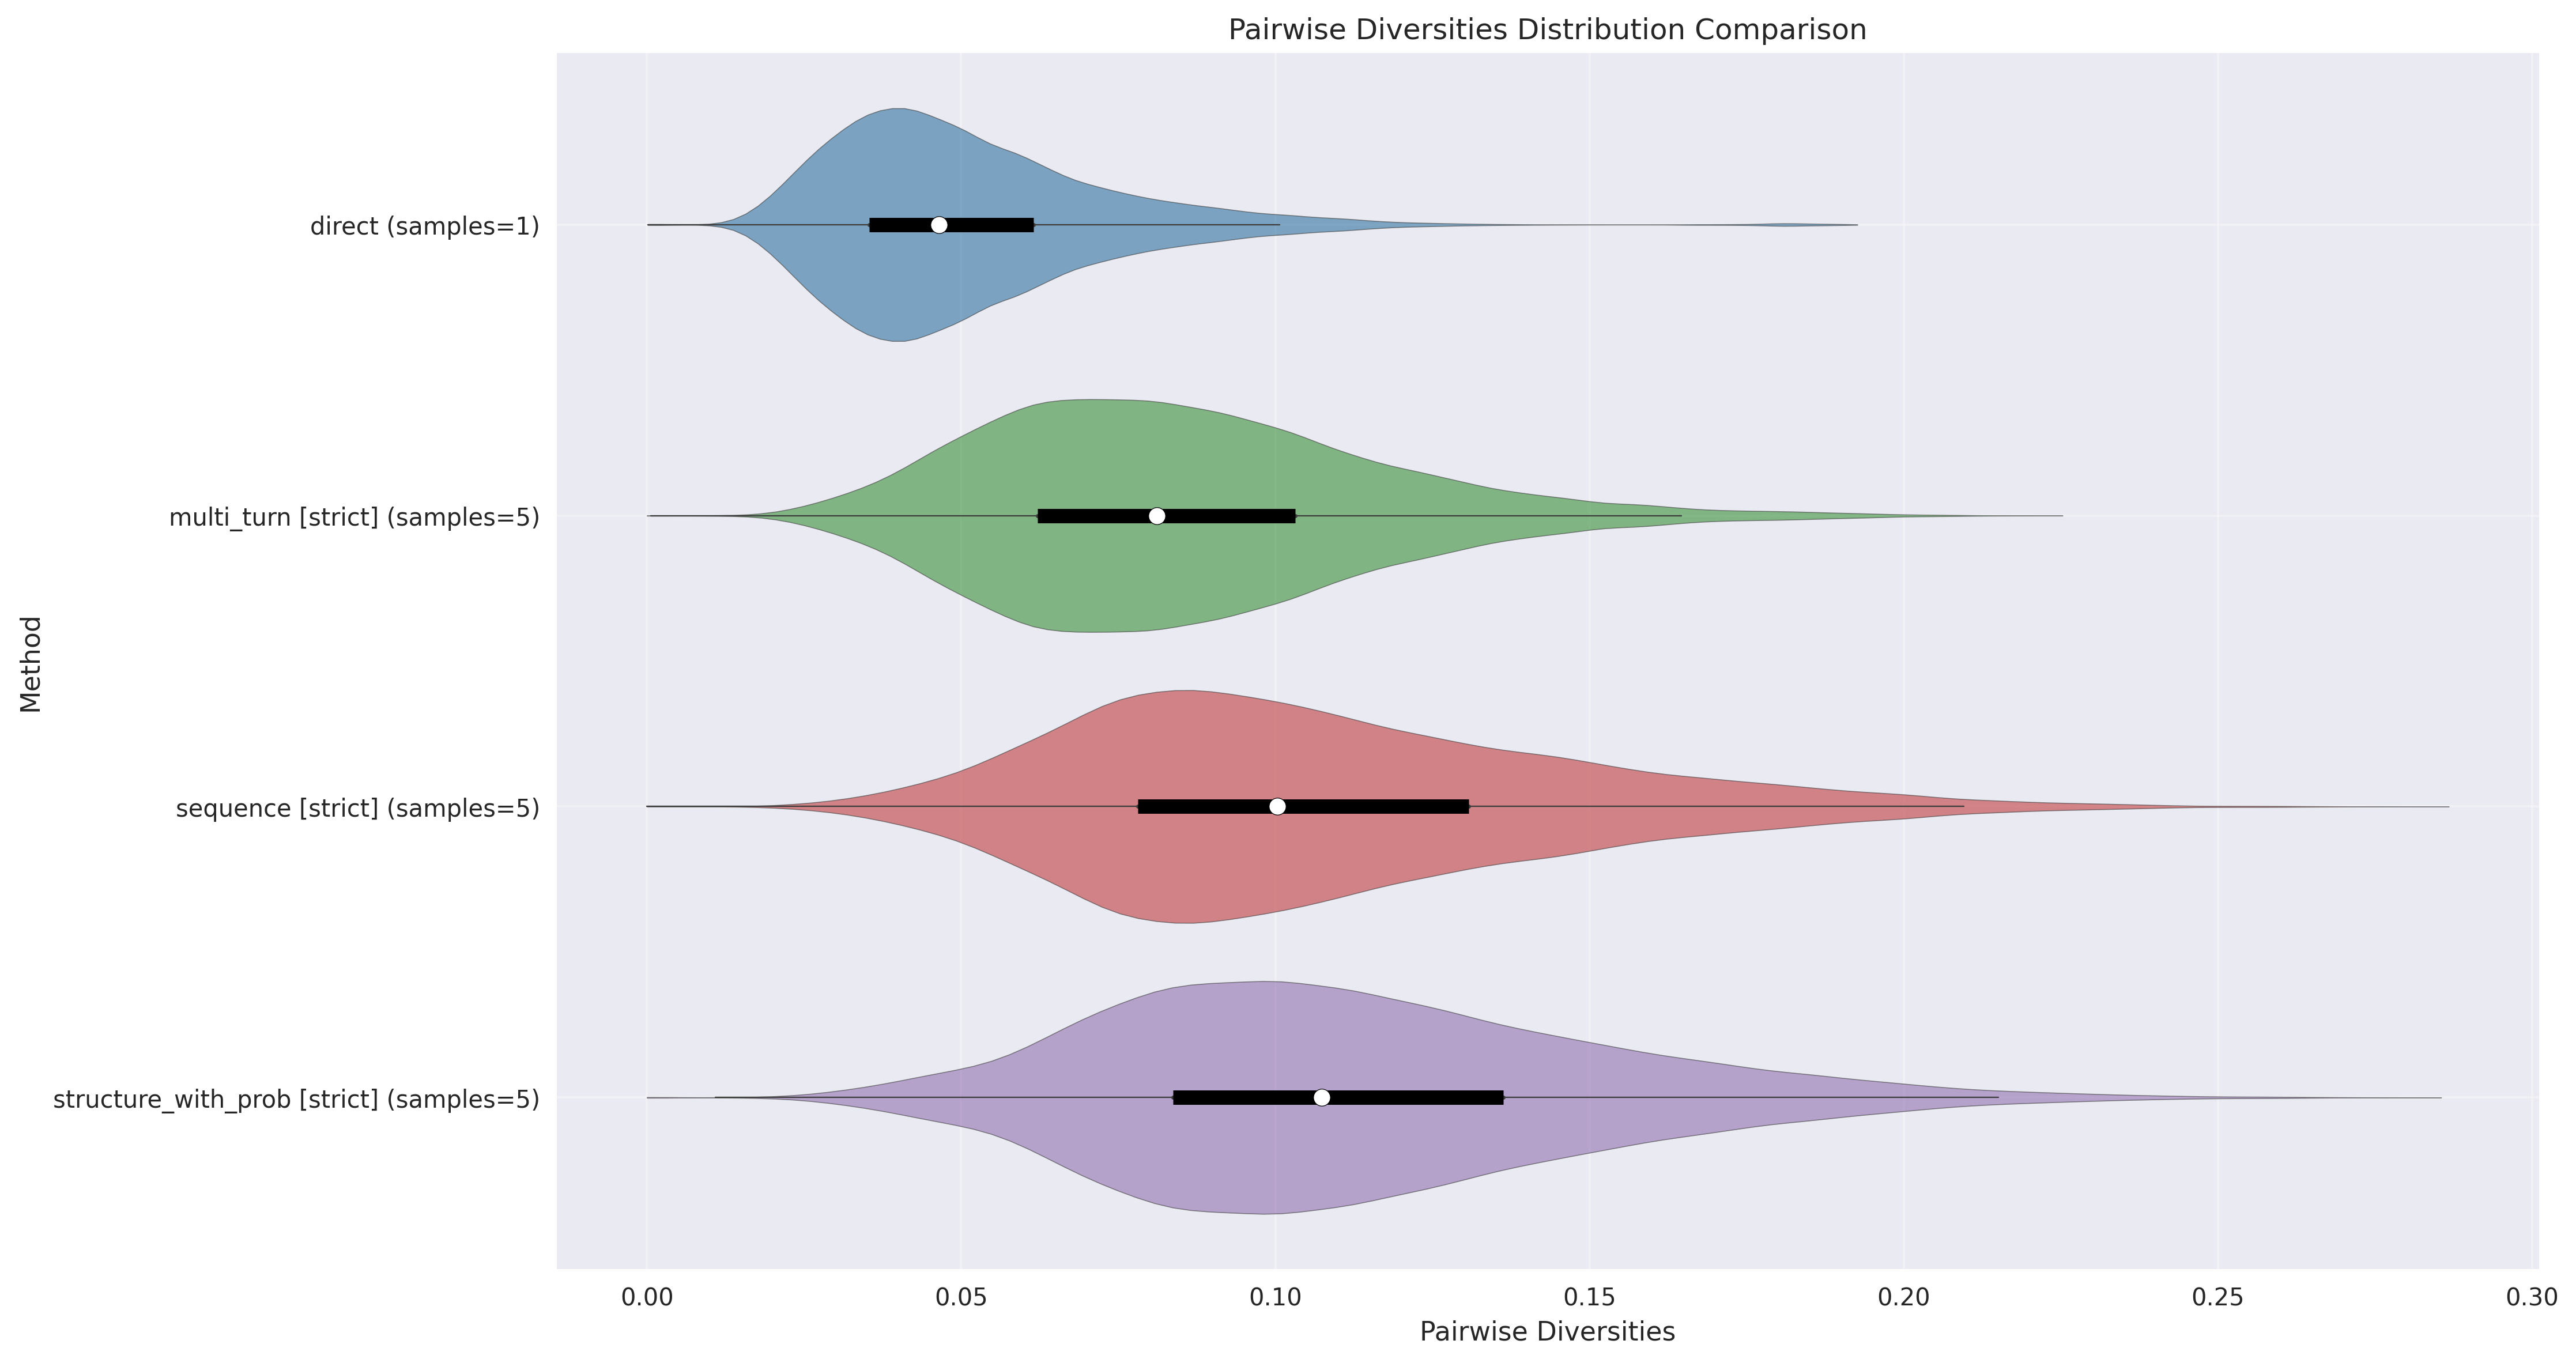 Pairwise Diversities Distribution Comparison
Method
direct (samples=1)
multi_turn [strict] (samples=5)
sequence [strict] (samples=5)
structure_with_prob [strict] (samples=5)
0.00 0.05 0.10 0.15 0.20 0.25 0.30
Pairwise Diversities